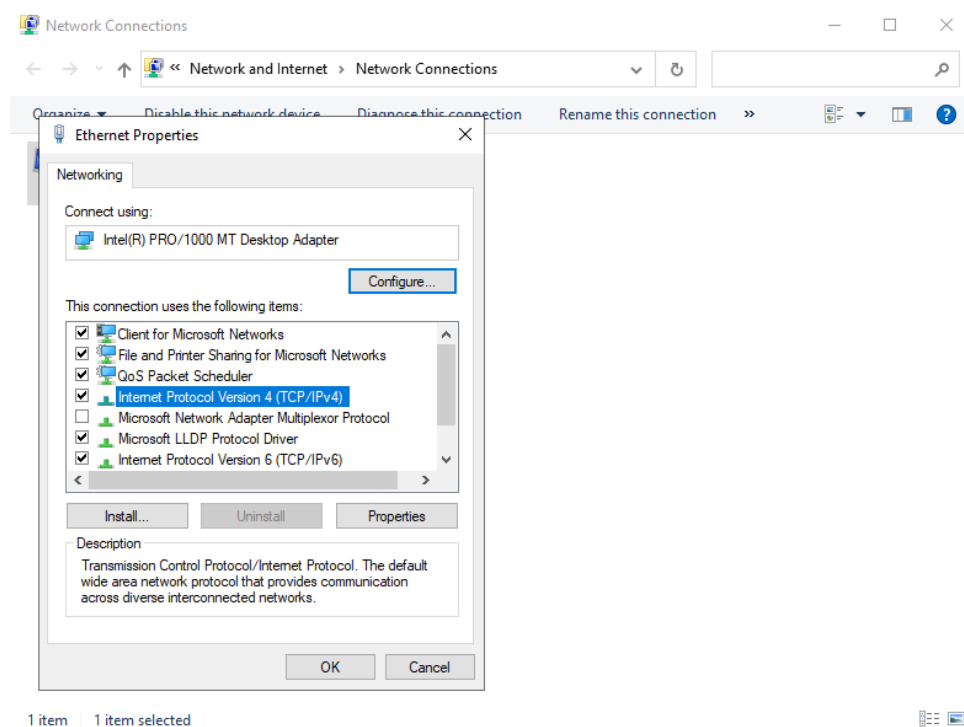 Network Connections
« Network and Internet > Network Connections
Organize Disable this network device Diagnose this connection Rename this connection »
Ethernet Properties
Networking
Connect using:
Intel(R) PRO/1000 MT Desktop Adapter
Configure...
This connection uses the following items:
Client for Microsoft Networks
File and Printer Sharing for Microsoft Networks
QoS Packet Scheduler
Internet Protocol Version 4 (TCP/IPv4)
Microsoft Network Adapter Multiplexor Protocol
Microsoft LLDP Protocol Driver
Internet Protocol Version 6 (TCP/IPv6)
Install... Uninstall Properties
Description
Transmission Control Protocol/Internet Protocol. The default
wide area network protocol that provides communication
across diverse interconnected networks.
OK Cancel
1 item 1 item selected